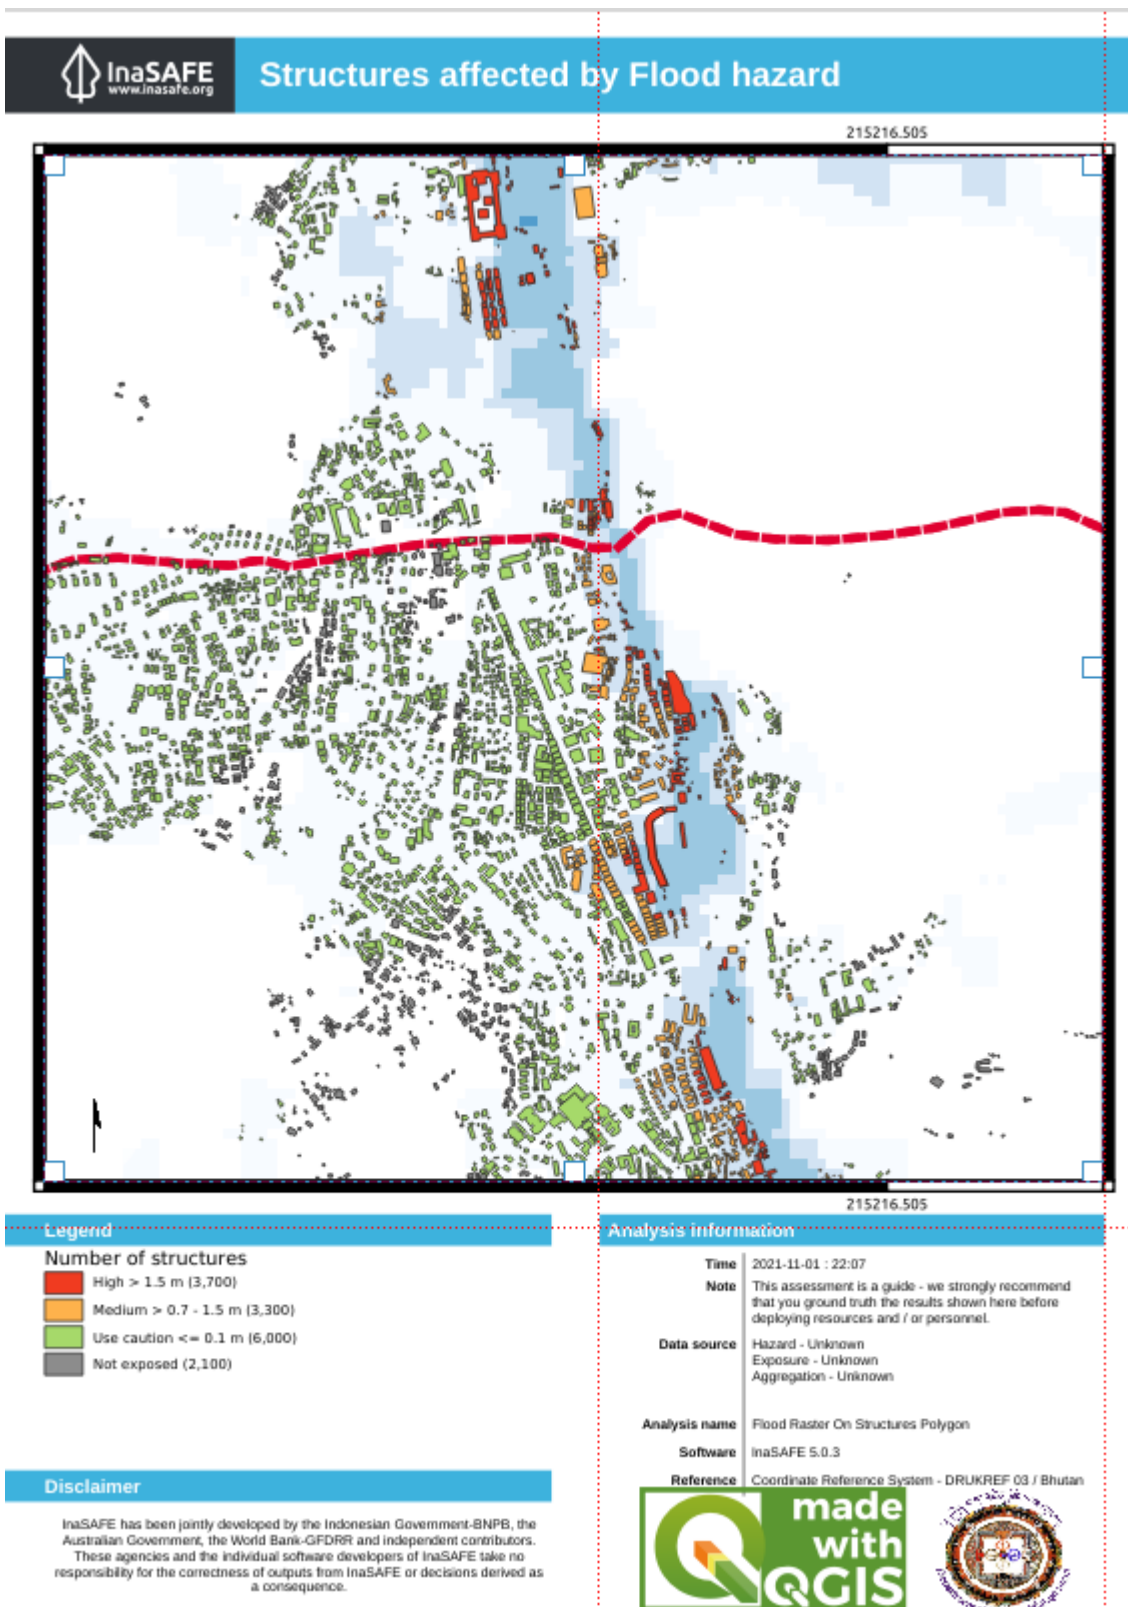 InaSAFE
www.inasafe.org
Structures affected by Flood hazard
215216.505
215216.505
Legend
Number of structures
High > 1.5 m (3,700)
Medium > 0.7 - 1.5 m (3,300)
Use caution <= 0.1 m (6,000)
Not exposed (2,100)
Analysis information
Time 2021-11-01 : 22:07
Note This assessment is a guide - we strongly recommend
that you ground truth the results shown here before
deploying resources and / or personnel.
Data source Hazard - Unknown
Exposure - Unknown
Aggregation - Unknown
Analysis name Flood Raster On Structures Polygon
Software InaSAFE 5.0.3
Reference Coordinate Reference System - DRUKREF 03 / Bhutan
Disclaimer
InaSAFE has been jointly developed by the Indonesian Government-BNPB, the
Australian Government, the World Bank-GFDRR and independent contributors.
These agencies and the individual software developers of InaSAFE take no
responsibility for the correctness of outputs from InaSAFE or decisions derived as
a consequence.
made
with
QGIS